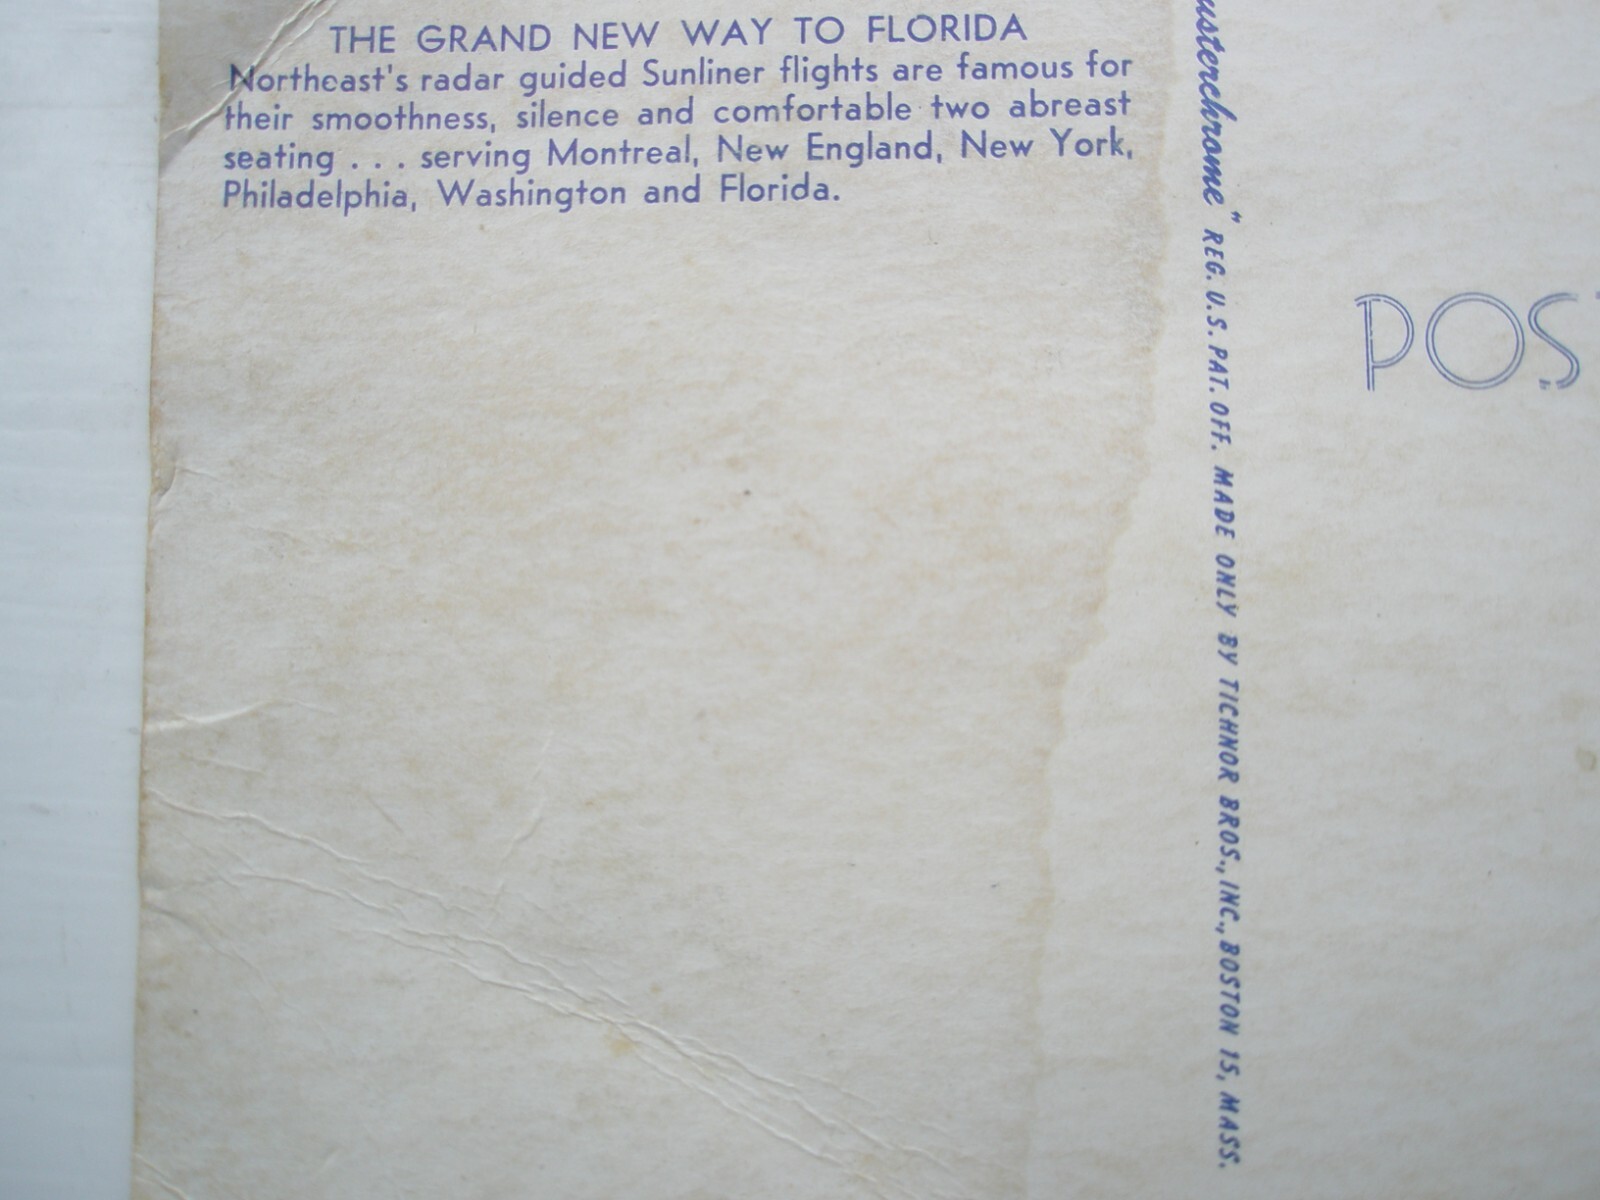 THE GRAND NEW WAY TO FLORIDA
Northeast's radar guided Sunliner flights are famous for
their smoothness, silence and comfortable two abreast
seating . . . serving Montreal, New England, New York,
Philadelphia, Washington and Florida.
usterchrome" REG. U.S. PAT. OFF. MADE ONLY BY TICHNOR BROS., INC., BOSTON 15, MASS.
POS